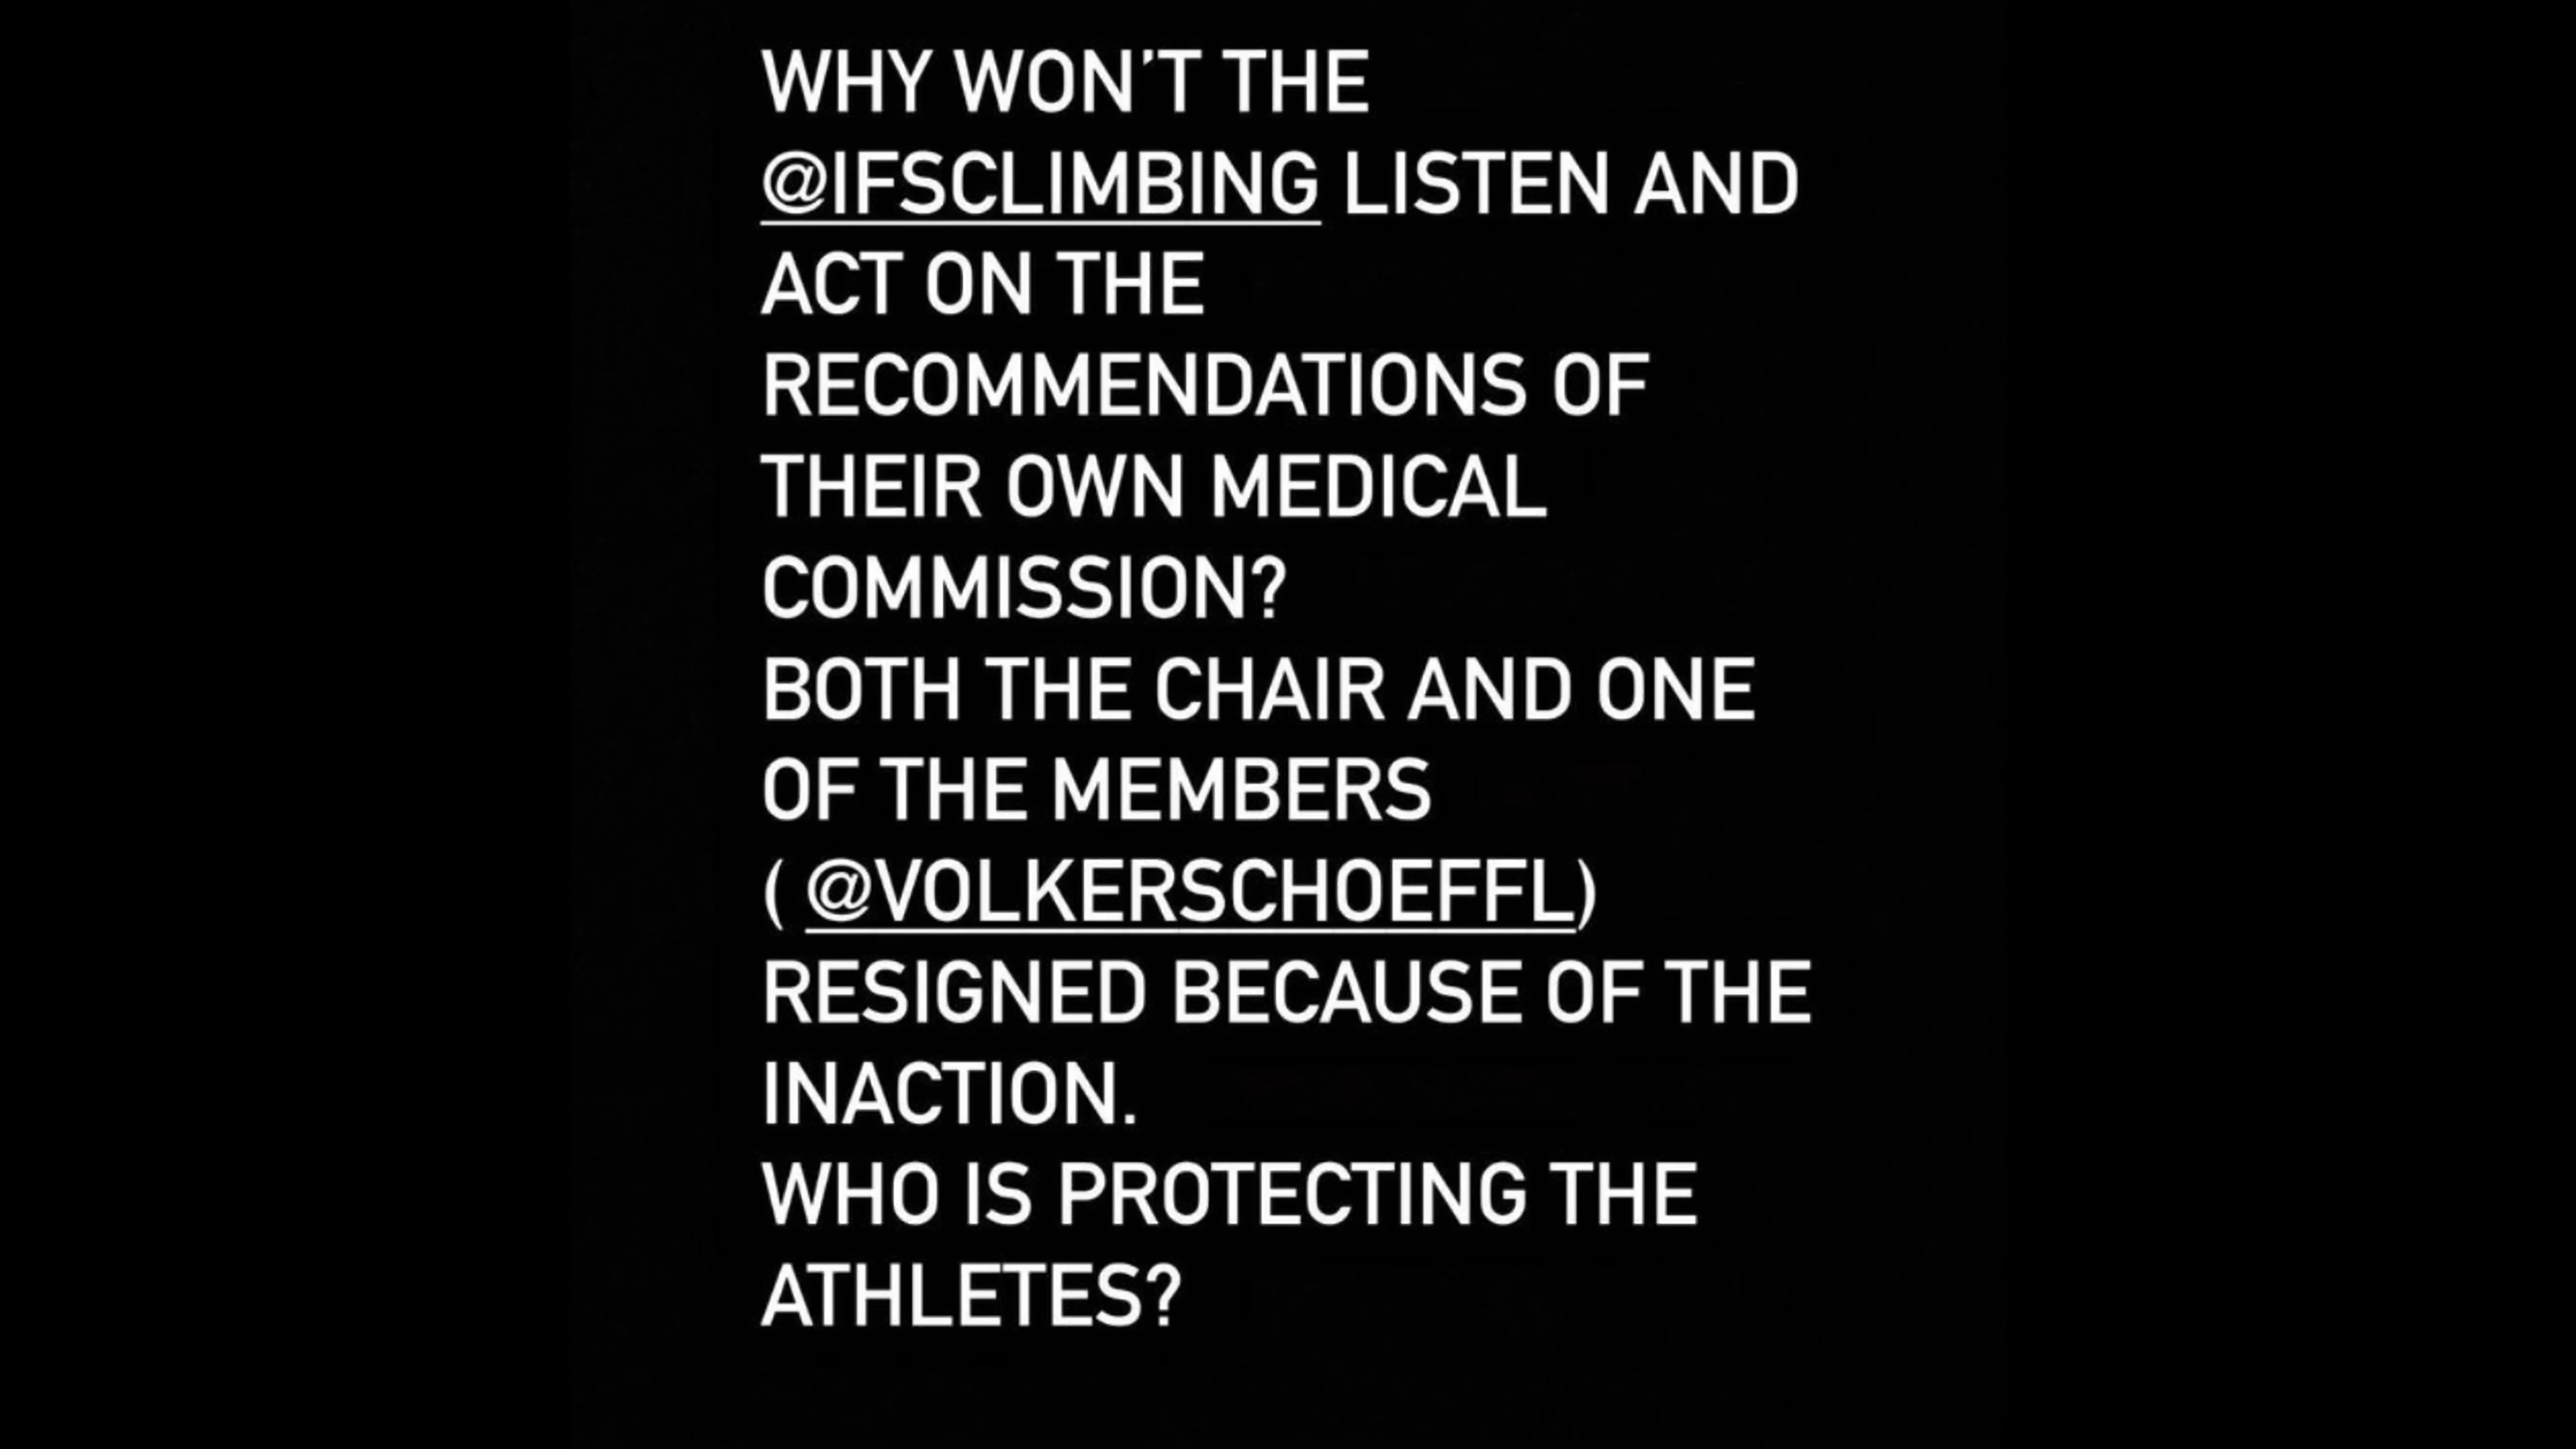 WHY WON'T THE
@IFSCLIMBING LISTEN AND
ACT ON THE
RECOMMENDATIONS OF
THEIR OWN MEDICAL
COMMISSION?
BOTH THE CHAIR AND ONE
OF THE MEMBERS
( @VOLKERSCHOEFFL)
RESIGNED BECAUSE OF THE
INACTION.
WHO IS PROTECTING THE
ATHLETES?